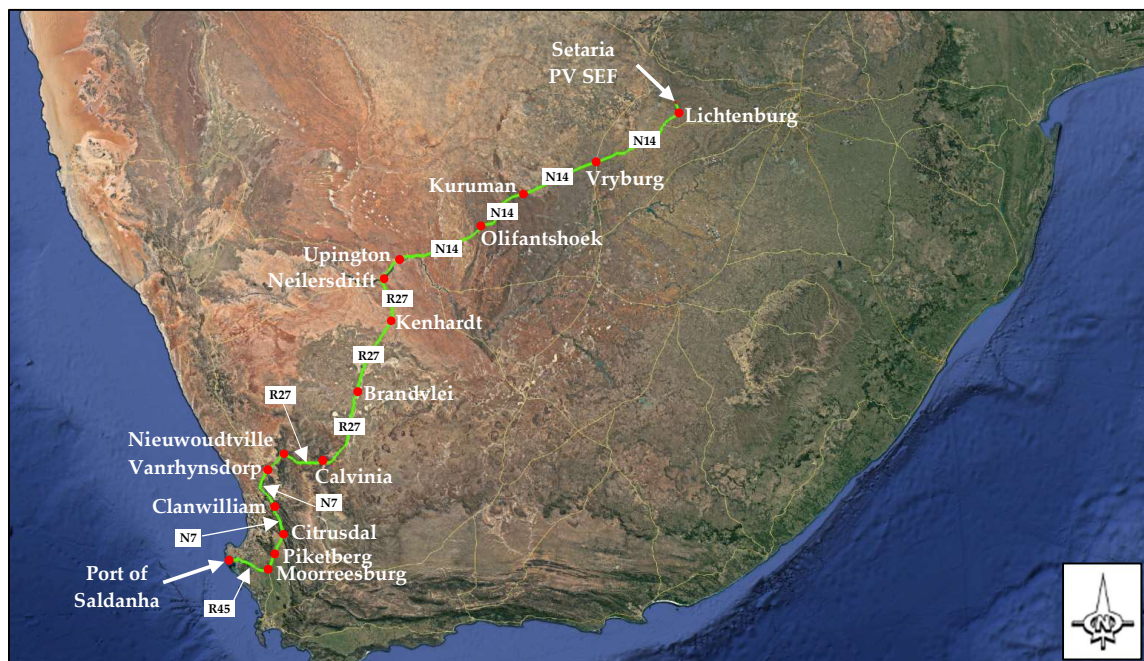 Setaria
PV SEF
Lichtenburg
N14
Vryburg
N14
Kuruman
N14
Olifantshoek
N14
Upington
Neilersdrift
R27
Kenhardt
R27
Brandvlei
R27
R27
Nieuwoudtville
Vanrhynsdorp
Calvinia
N7
Clanwilliam
N7
Citrusdal
Piketberg
Moorreesburg
Port of
Saldanha
R45
N